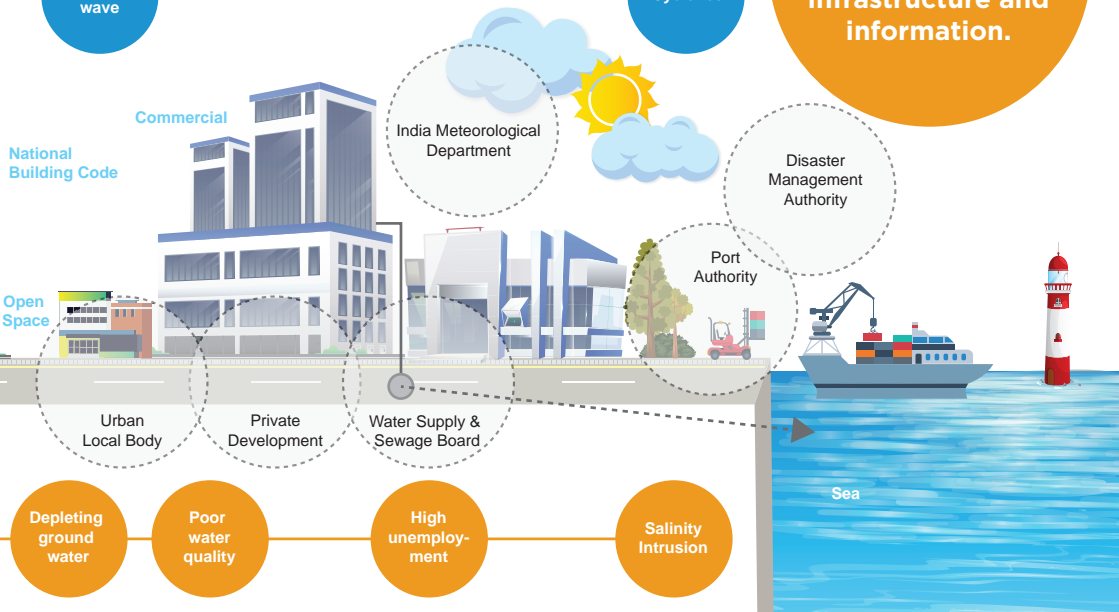 wave
infrastructure and
information.
Commercial
National
Building Code
India Meteorological
Department
Disaster
Management
Authority
Port
Authority
Open
Space
Urban
Local Body
Private
Development
Water Supply &
Sewage Board
Sea
Depleting
ground
water
Poor
water
quality
High
unemploy-
ment
Salinity
Intrusion